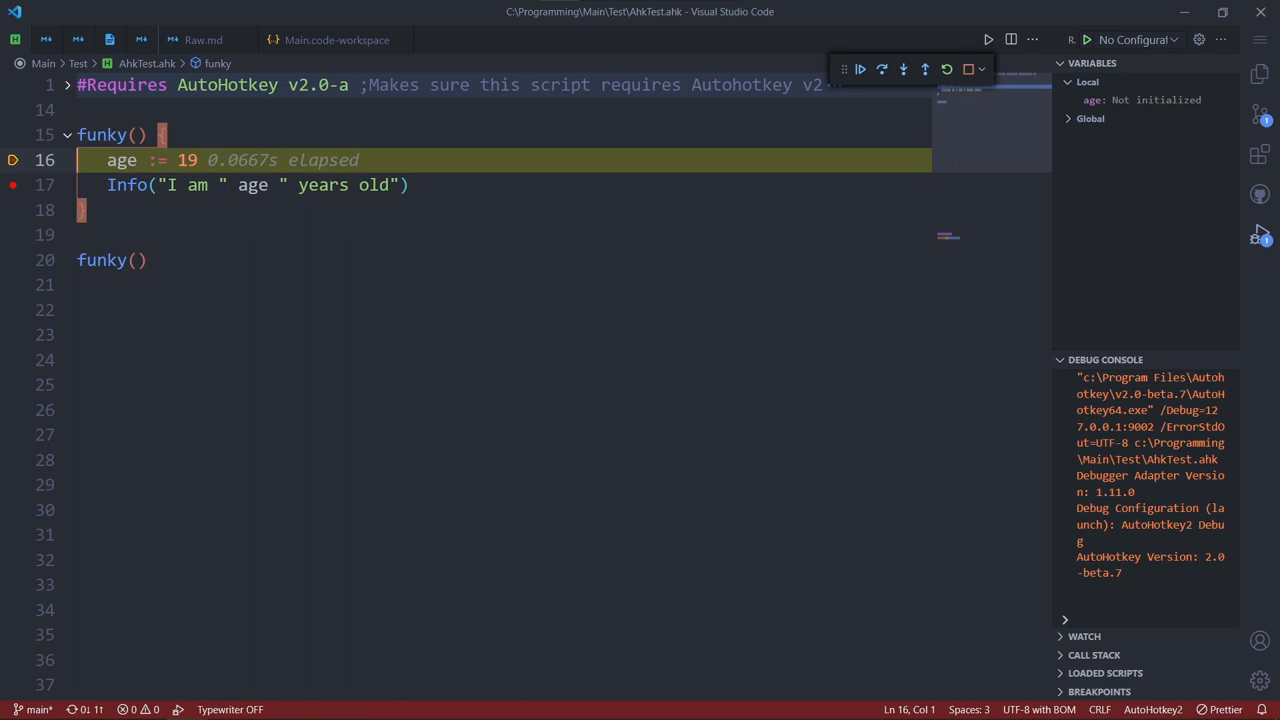 C:\Programming\Main\Test\AhkTest.ahk - Visual Studio Code
Raw.md
Main.code-workspace
R. No Configurat
Main > Test > AhkTest.ahk > funky
1 #Requires AutoHotkey v2.0-a ;Makes sure this script requires Autohotkey v2 ...
14
15 funky() {
16 age := 19 0.0667s elapsed
17 Info("I am " age " years old")
18 }
19
20 funky()
21
22
23
24
25
26
27
28
29
30
31
32
33
34
35
36
37
VARIABLES
Local
age: Not initialized
Global
DEBUG CONSOLE
"c:\Program Files\Autoh
otkey\v2.0-beta.7\AutoH
otkey64.exe" /Debug=12
7.0.0.1:9002 /ErrorStdO
ut=UTF-8 c:\Programming
\Main\Test\AhkTest.ahk
Debugger Adapter Versio
n: 1.11.0
Debug Configuration (la
unch): AutoHotkey2 Debu
g
AutoHotkey Version: 2.0
-beta.7
WATCH
CALL STACK
LOADED SCRIPTS
BREAKPOINTS
1
1
main* 0↓ 1↑ 0 0 Typewriter OFF
Ln 16, Col 1 Spaces: 3 UTF-8 with BOM CRLF AutoHotkey2 Prettier